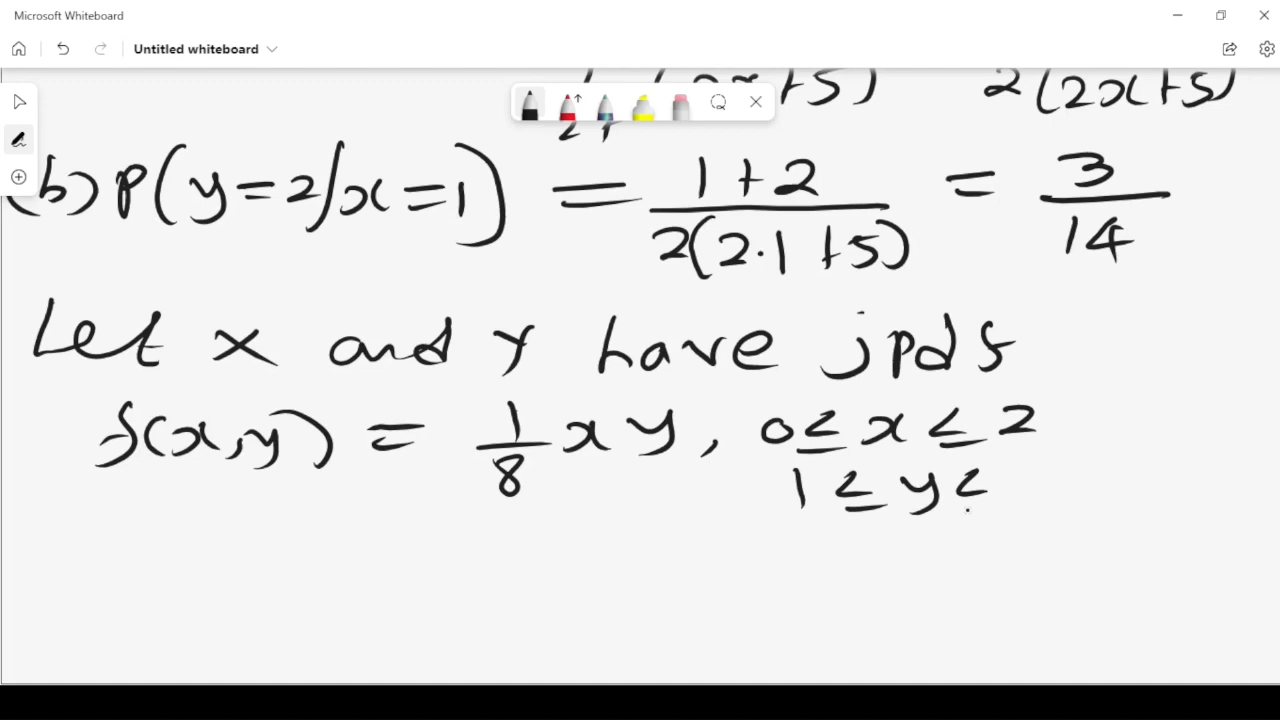 Microsoft Whiteboard
Untitled whiteboard
2(2x+5)
(b) P(y=2/x=1) = 1+2 / 2(2·1+5) = 3/14
Let x and y have jpdf
f(x,y) = 1/8 xy, 0≤x≤2
1≤y<